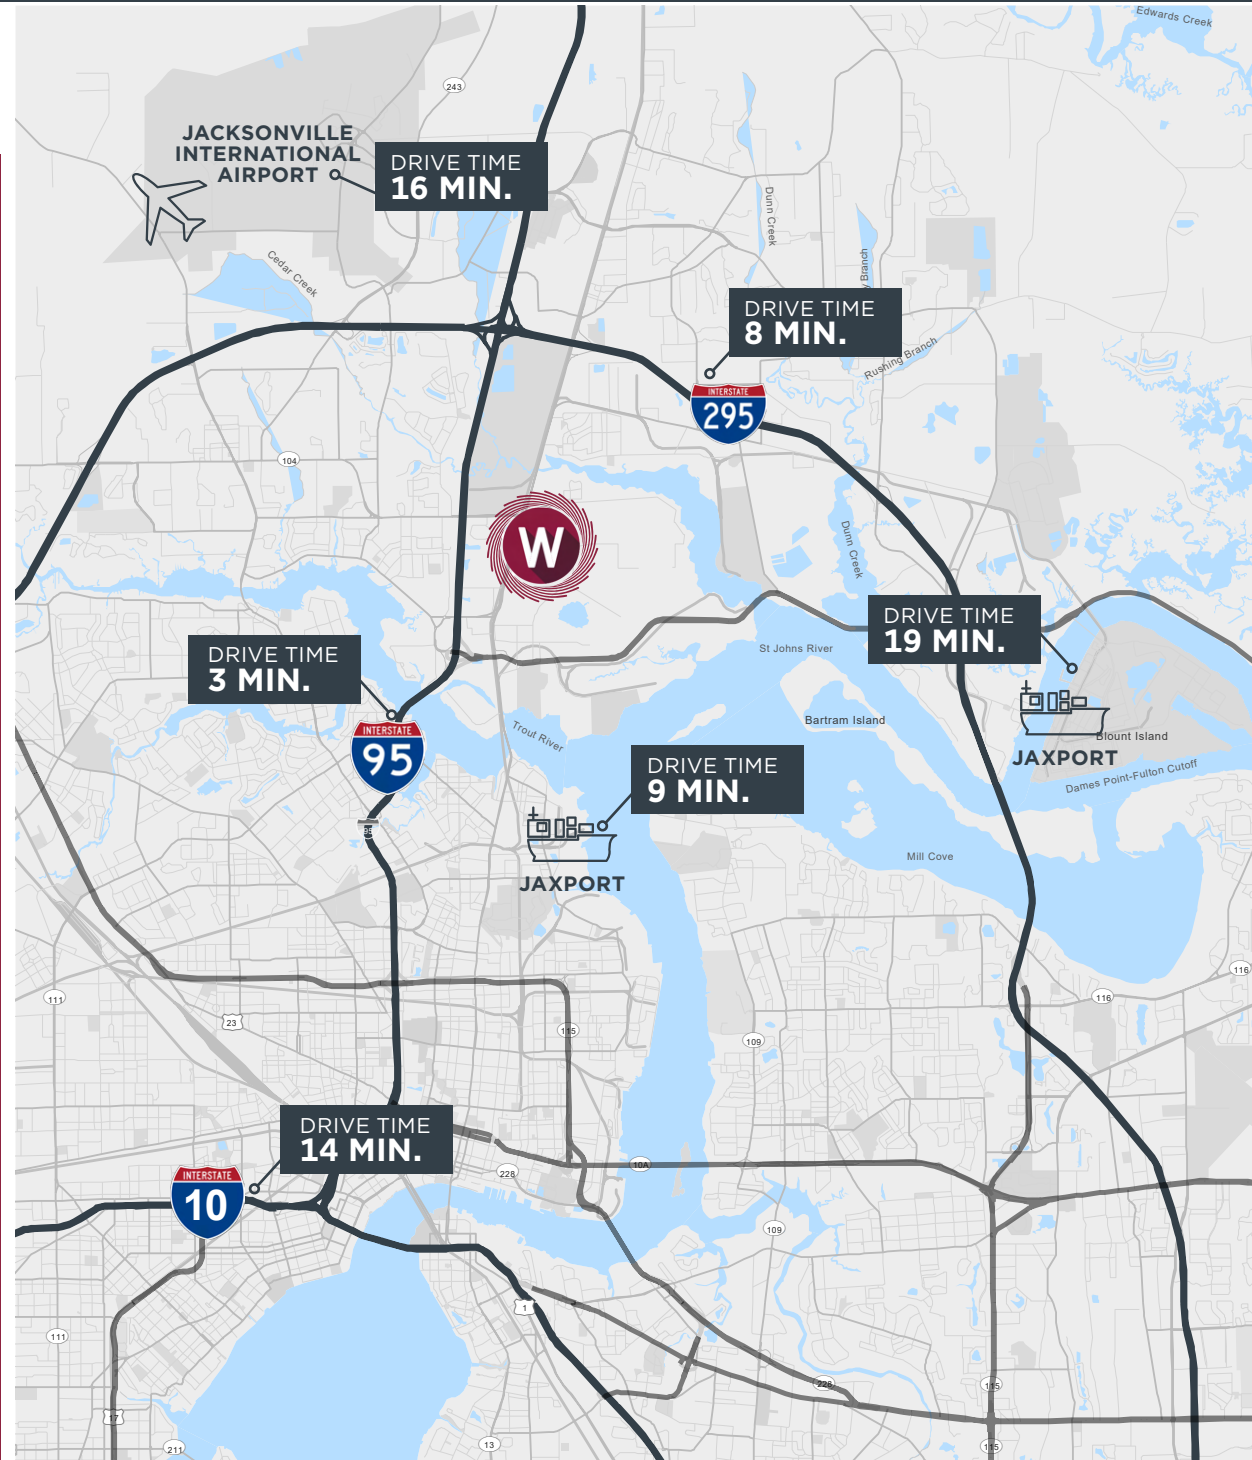 Edwards Creek
243
JACKSONVILLE
INTERNATIONAL
AIRPORT
DRIVE TIME
16 MIN.
Dunn Creek
Cedar Creek
Branch
DRIVE TIME
8 MIN.
Rushing Branch
INTERSTATE
295
104
W
Dunn Creek
DRIVE TIME
19 MIN.
DRIVE TIME
3 MIN.
St Johns River
Bartram Island
Blount Island
JAXPORT
Dames Point-Fulton Cutoff
INTERSTATE
95
Trout River
DRIVE TIME
9 MIN.
95
JAXPORT
Mill Cove
116
111
116
23
115
109
DRIVE TIME
14 MIN.
228
10A
INTERSTATE
10
109
1
111
228
115
17
211
13
115